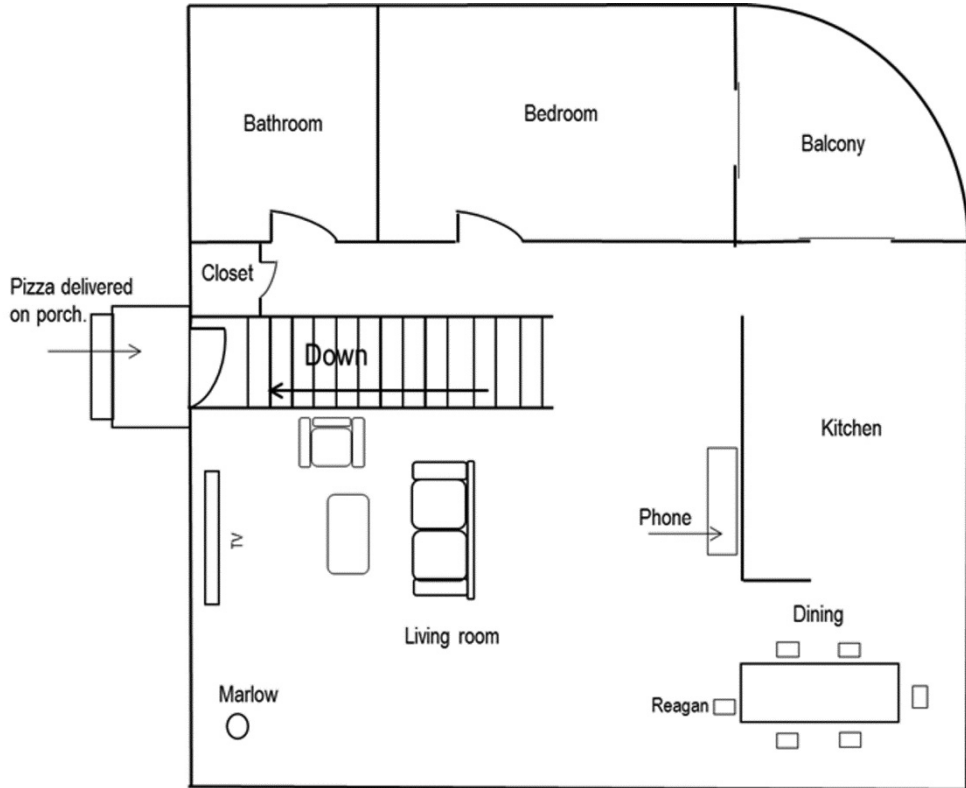 Bathroom
Bedroom
Balcony
Closet
Pizza delivered
on porch.
Down
Kitchen
Phone
TV
Dining
Living room
Marlow
Reagan